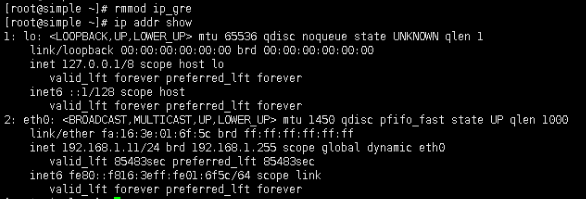 [root@simple ~]# rmmod ip_gre
[root@simple ~]# ip addr show
1: lo: <LOOPBACK,UP,LOWER_UP> mtu 65536 qdisc noqueue state UNKNOWN qlen 1
    link/loopback 00:00:00:00:00:00 brd 00:00:00:00:00:00
    inet 127.0.0.1/8 scope host lo
       valid_lft forever preferred_lft forever
    inet6 ::1/128 scope host
       valid_lft forever preferred_lft forever
2: eth0: <BROADCAST,MULTICAST,UP,LOWER_UP> mtu 1450 qdisc pfifo_fast state UP qlen 1000
    link/ether fa:16:3e:01:6f:5c brd ff:ff:ff:ff:ff:ff
    inet 192.168.1.11/24 brd 192.168.1.255 scope global dynamic eth0
       valid_lft 85483sec preferred_lft 85483sec
    inet6 fe80::f816:3eff:fe01:6f5c/64 scope link
       valid_lft forever preferred_lft forever